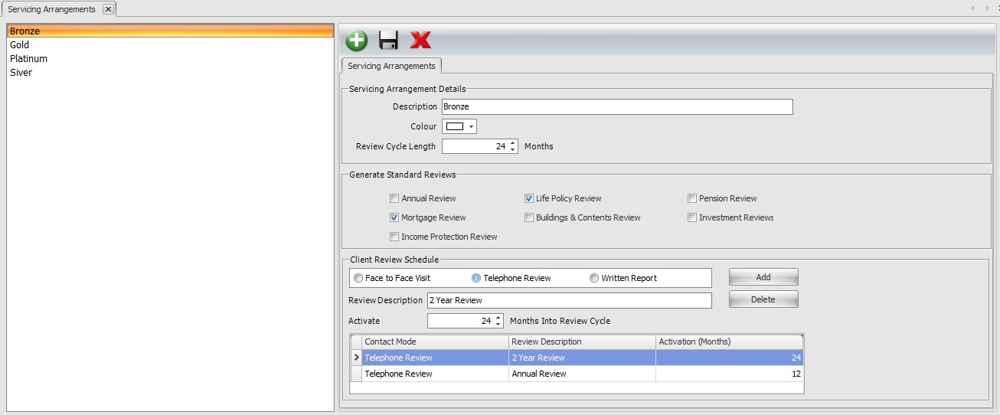 Servicing Arrangements
Bronze
Gold
Platinum
Siver
Servicing Arrangements
Servicing Arrangement Details
Description Bronze
Colour
Review Cycle Length 24 Months
Generate Standard Reviews
Annual Review Life Policy Review Pension Review
Mortgage Review Buildings & Contents Review Investment Reviews
Income Protection Review
Client Review Schedule
Face to Face Visit Telephone Review Written Report Add
Review Description 2 Year Review Delete
Activate 24 Months Into Review Cycle
Contact Mode Review Description Activation (Months)
Telephone Review 2 Year Review 24
Telephone Review Annual Review 12